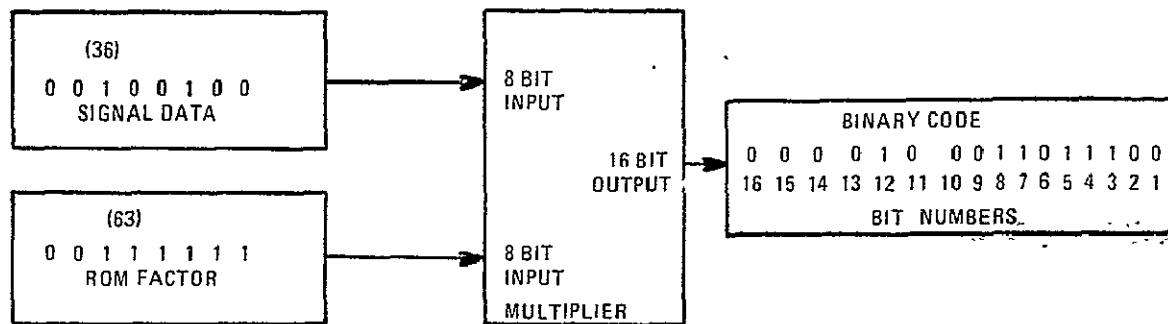 (36)
0 0 1 0 0 1 0 0
SIGNAL DATA
(63)
0 0 1 1 1 1 1 1
ROM FACTOR
8 BIT
INPUT
16 BIT
OUTPUT
8 BIT
INPUT
MULTIPLIER
BINARY CODE
0 0 0 0 1 0 0 0 1 1 0 1 1 1 0 0
16 15 14 13 12 11 10 9 8 7 6 5 4 3 2 1
BIT NUMBERS